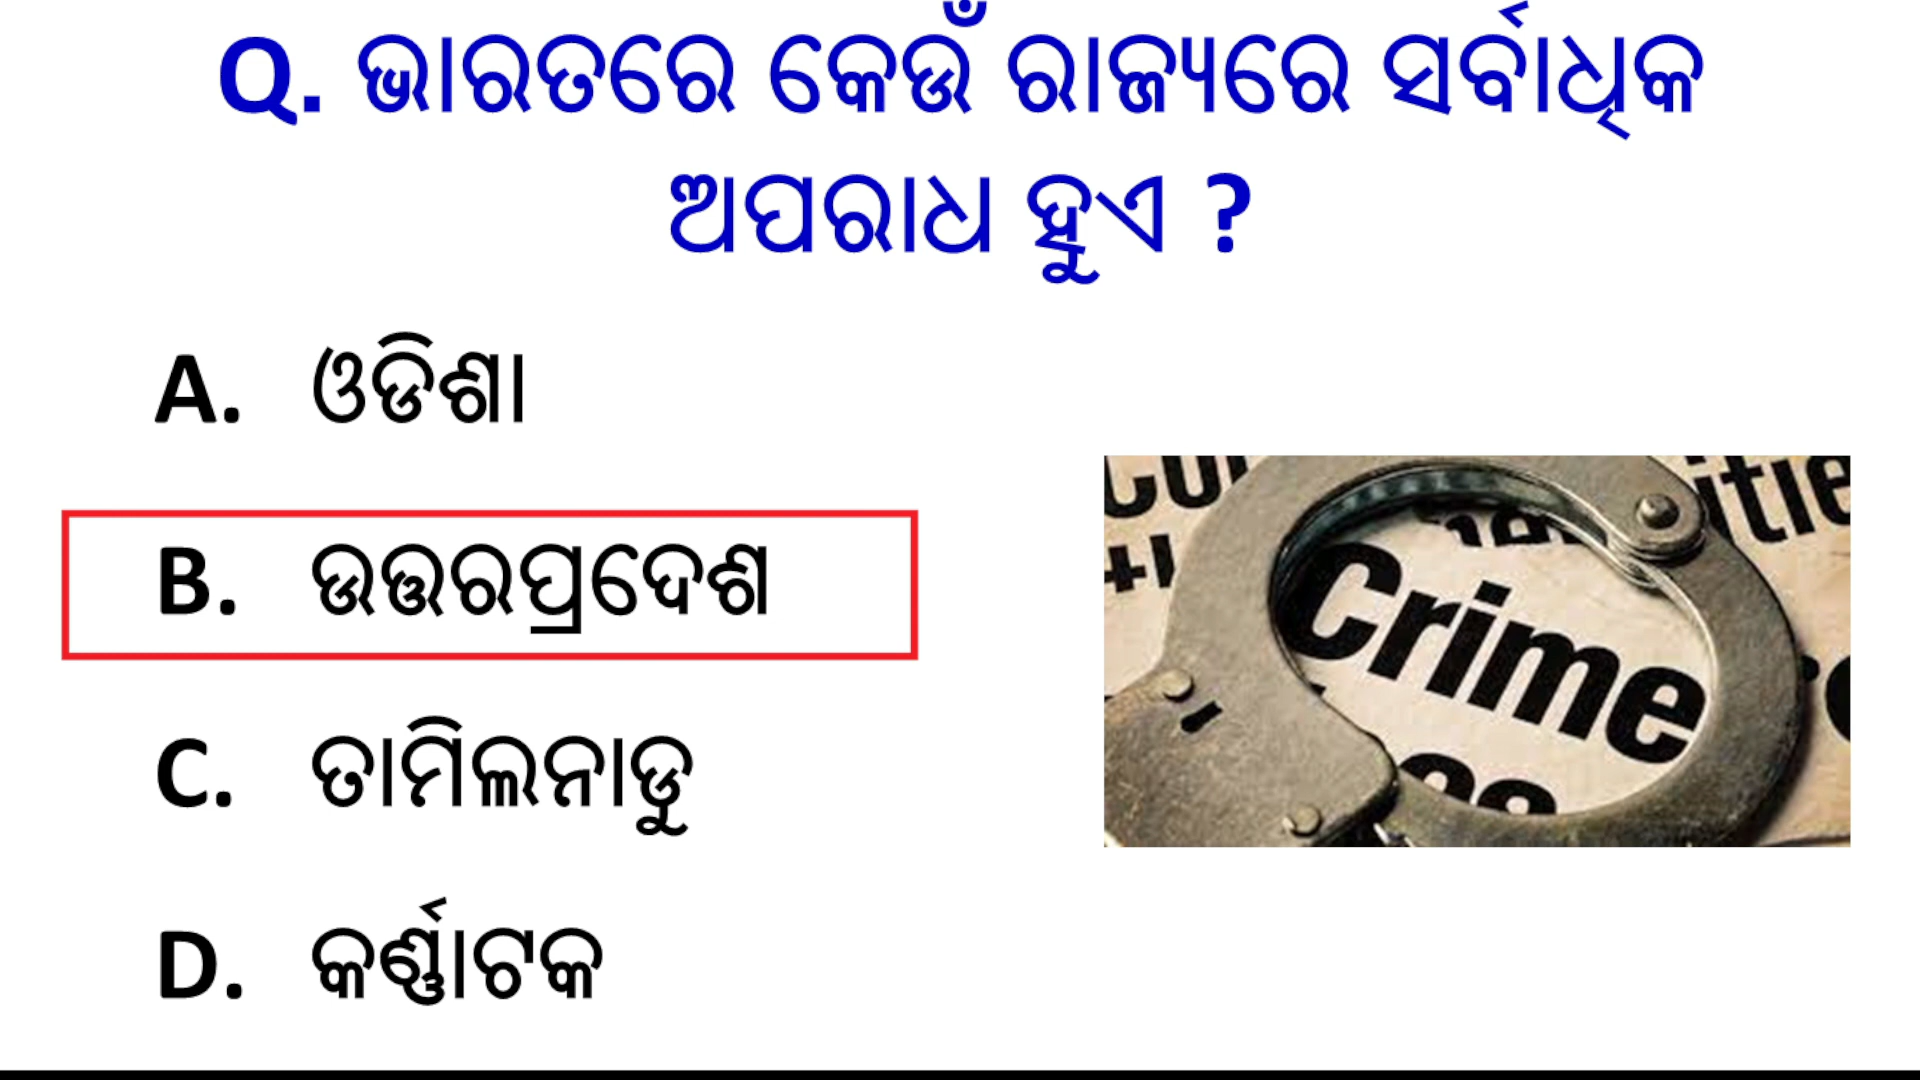 Q. ଭାରତରେ କେଉଁ ରାଜ୍ୟରେ ସର୍ବାଧିକ
ଅପରାଧ ହୁଏ ?
A. ଓଡିଶା
B. ଉତ୍ତରପ୍ରଦେଶ
C. ତାମିଲନାଡୁ
D. କର୍ଣ୍ଣାଟକ
Crime